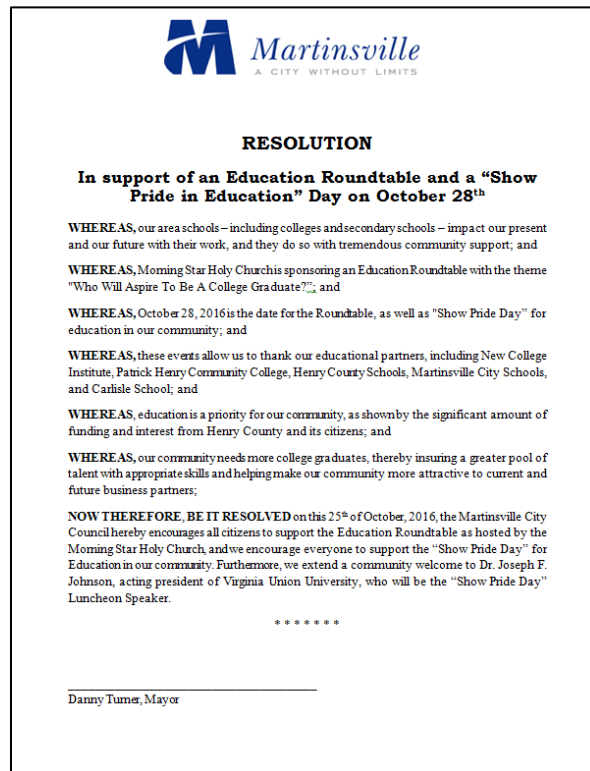 Martinsville
A CITY WITHOUT LIMITS
RESOLUTION
In support of an Education Roundtable and a “Show
Pride in Education” Day on October 28th
WHEREAS, our area schools – including colleges and secondary schools – impact our present
and our future with their work, and they do so with tremendous community support; and
WHEREAS, Morning Star Holy Church is sponsoring an Education Roundtable with the theme
"Who Will Aspire To Be A College Graduate?”; and
WHEREAS, October 28, 2016 is the date for the Roundtable, as well as "Show Pride Day” for
education in our community; and
WHEREAS, these events allow us to thank our educational partners, including New College
Institute, Patrick Henry Community College, Henry County Schools, Martinsville City Schools,
and Carlisle School; and
WHEREAS, education is a priority for our community, as shown by the significant amount of
funding and interest from Henry County and its citizens; and
WHEREAS, our community needs more college graduates, thereby insuring a greater pool of
talent with appropriate skills and helping make our community more attractive to current and
future business partners;
NOW THEREFORE, BE IT RESOLVED on this 25th of October, 2016, the Martinsville City
Council hereby encourages all citizens to support the Education Roundtable as hosted by the
Morning Star Holy Church, and we encourage everyone to support the “Show Pride Day” for
Education in our community. Furthermore, we extend a community welcome to Dr. Joseph F.
Johnson, acting president of Virginia Union University, who will be the “Show Pride Day”
Luncheon Speaker.
* * * * * * *
Danny Turner, Mayor